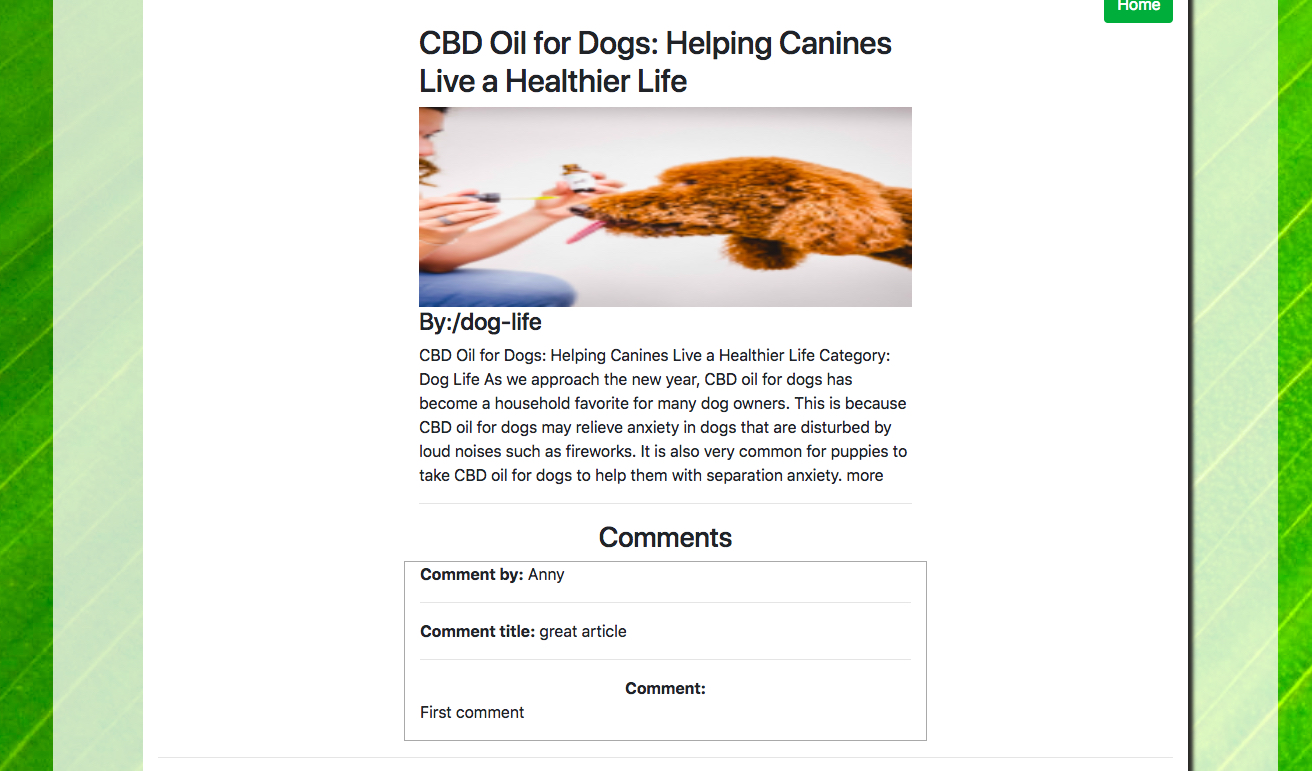 Home
CBD Oil for Dogs: Helping Canines
Live a Healthier Life
By:/dog-life
CBD Oil for Dogs: Helping Canines Live a Healthier Life Category:
Dog Life As we approach the new year, CBD oil for dogs has
become a household favorite for many dog owners. This is because
CBD oil for dogs may relieve anxiety in dogs that are disturbed by
loud noises such as fireworks. It is also very common for puppies to
take CBD oil for dogs to help them with separation anxiety. more
Comments
Comment by: Anny
Comment title: great article
Comment:
First comment